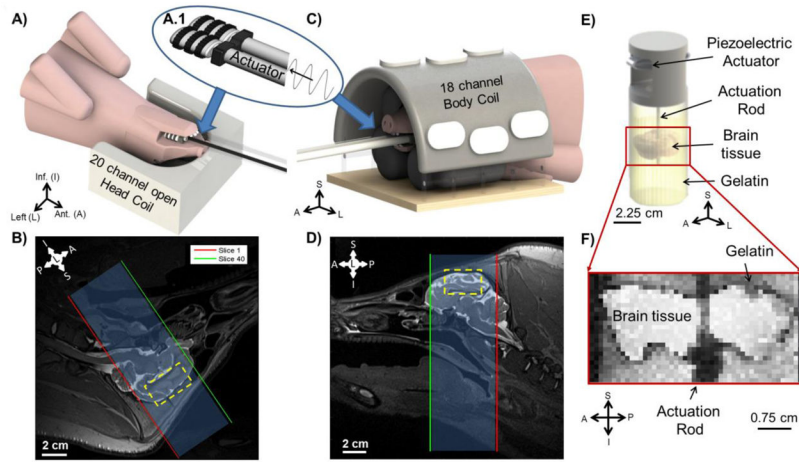 A)
A.1
Actuator
20 channel open
Head Coil
Inf. (I)
Left (L)
Ant. (A)
C)
18 channel
Body Coil
S
A
L
E)
Piezoelectric
Actuator
Actuation
Rod
Brain
tissue
Gelatin
2.25 cm
S
A
L
B)
I
A
L
P
S
Slice 1
Slice 40
2 cm
D)
S
A
L
P
I
2 cm
F)
Gelatin
Brain tissue
Actuation
Rod
S
A
P
I
0.75 cm